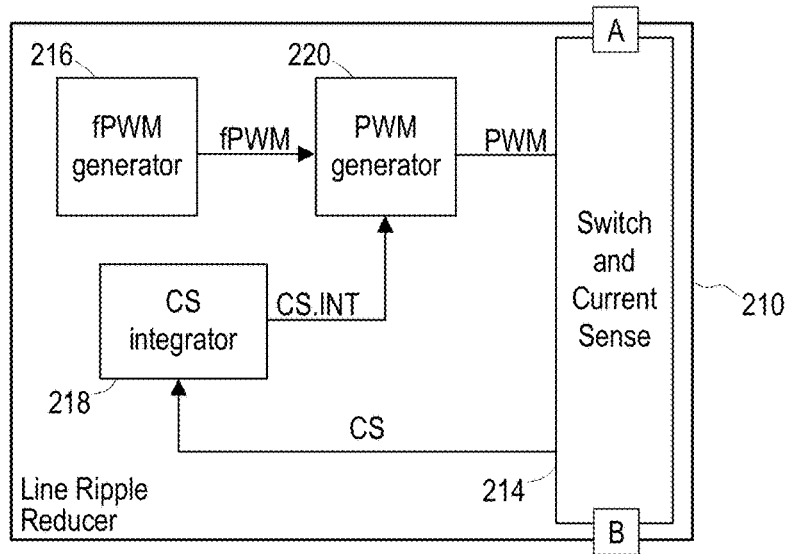 A
216
220
fPWM
generator
fPWM
PWM
generator
PWM
Switch
and
Current
Sense
210
CS
integrator
CS.INT
218
CS
214
Line Ripple
Reducer
B